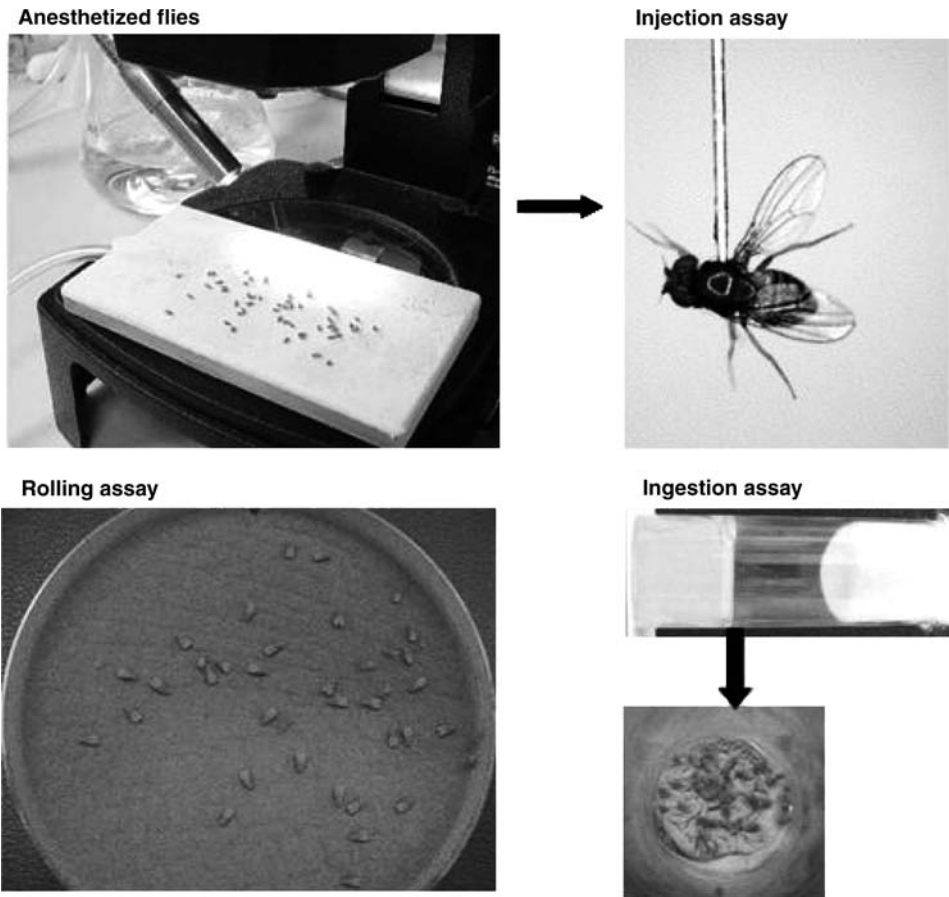 Anesthetized flies
Injection assay
Rolling assay
Ingestion assay